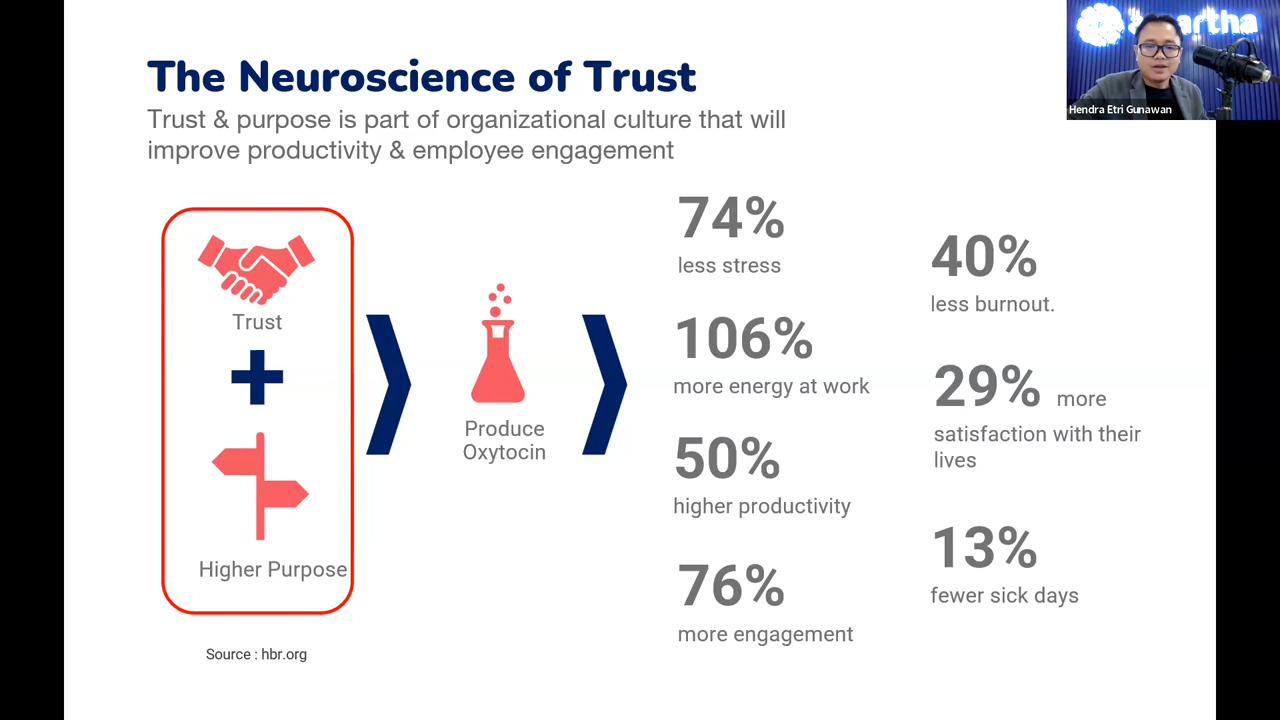 The Neuroscience of Trust
Trust & purpose is part of organizational culture that will
improve productivity & employee engagement
Trust
Higher Purpose
Source : hbr.org
Produce
Oxytocin
74%
less stress
106%
more energy at work
50%
higher productivity
76%
more engagement
40%
less burnout.
29% more
satisfaction with their
lives
13%
fewer sick days
Hendra Etri Gunawan